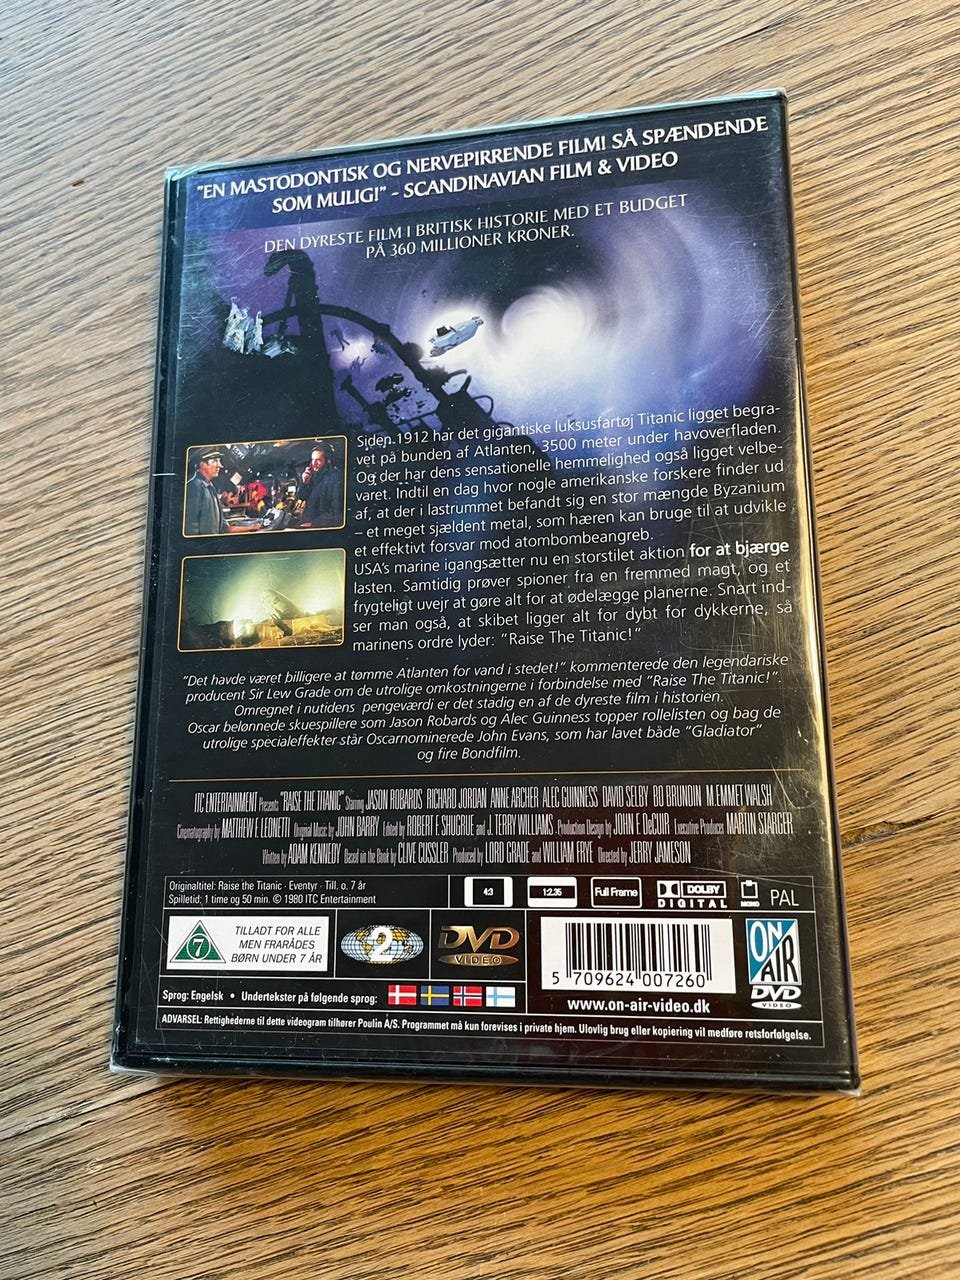 "EN MASTODONTISK OG NERVEPIRRENDE FILM! SÅ SPÆNDENDE
SOM MULIG!" - SCANDINAVIAN FILM & VIDEO
DEN DYRESTE FILM I BRITISK HISTORIE MED ET BUDGET
PÅ 360 MILLIONER KRONER.
Siden 1912 har det gigantiske luksusfartøj Titanic ligget begra-
vet på bunden af Atlanten, 3500 meter under havoverfladen.
Og der har dens sensationelle hemmelighed også ligget velbe-
varet. Indtil en dag hvor nogle amerikanske forskere finder ud
af, at der i lastrummet befandt sig en stor mængde Byzanium
– et meget sjældent metal, som hæren kan bruge til at udvikle
et effektivt forsvar mod atombombeangreb.
USA's marine igangsætter nu en storstilet aktion for at bjærge
lasten. Samtidig prøver spioner fra en fremmed magt, og et
frygteligt uvejr at gøre alt for at ødelægge planerne. Snart ind-
ser man også, at skibet ligger alt for dybt for dykkerne, så
marinens ordre lyder: "Raise The Titanic!"
"Det havde været billigere at tømme Atlanten for vand i stedet!" kommenterede den legendariske
producent Sir Lew Grade om de utrolige omkostningerne i forbindelse med "Raise The Titanic!".
Omregnet i nutidens pengeværdi er det stadig en af de dyreste film i historien.
Oscar belønnede skuespillere som Jason Robards og Alec Guinness topper rollelisten og bag de
utrolige specialeffekter står Oscarnominerede John Evans, som har lavet både "Gladiator"
og fire Bondfilm.
ITC ENTERTAINMENT Presents "RAISE THE TITANIC" Starring JASON ROBARDS RICHARD JORDAN ANNE ARCHER ALEC GUINNESS DAVID SELBY BO BRUNDIN M.EMMET WALSH
Cinematography by MATTHEW F. LEONETTI Original Music by JOHN BARRY Edited by ROBERT F. SHUGRUE and J. TERRY WILLIAMS Production Design by JOHN F. DeCUIR Executive Producer MARTIN STARGER
Written by ADAM KENNEDY Based on the Book by CLIVE CUSSLER Produced by LORD GRADE and WILLIAM FRYE Directed by JERRY JAMESON
Originaltitel: Raise the Titanic · Eventyr · Till. o. 7 år
Spilletid: 1 time og 50 min. © 1980 ITC Entertainment
4:3
1:2.35
Full Frame
DOLBY
DIGITAL
MONO
PAL
7
TILLADT FOR ALLE
MEN FRARÅDES
BØRN UNDER 7 ÅR
2
DVD
VIDEO
5 709624 007260
ON
AIR
DVD
VIDEO
Sprog: Engelsk • Undertekster på følgende sprog:
www.on-air-video.dk
ADVARSEL: Rettighederne til dette videogram tilhører Poulin A/S. Programmet må kun forevises i private hjem. Ulovlig brug eller kopiering vil medføre retsforfølgelse.